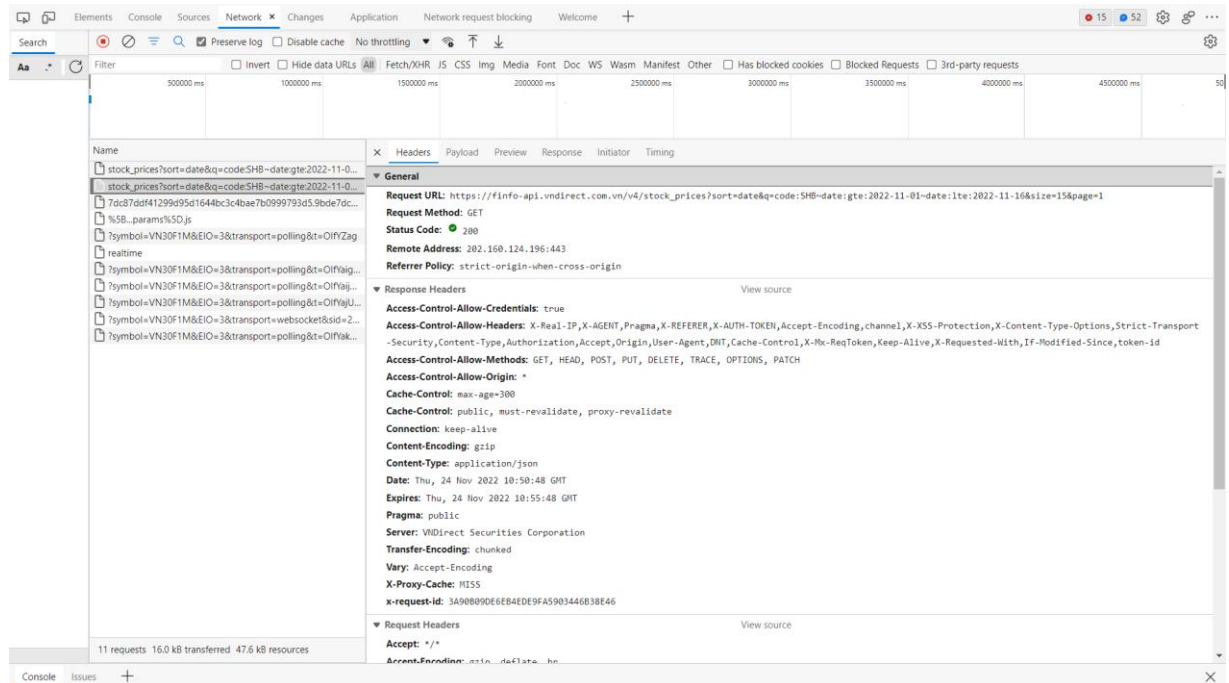 Elements Console Sources Network × Changes Application Network request blocking Welcome + 15 52 ...
Search Preserve log Disable cache No throttling
Aa .* Filter Invert Hide data URLs All Fetch/XHR JS CSS Img Media Font Doc WS Wasm Manifest Other Has blocked cookies Blocked Requests 3rd-party requests
500000 ms 1000000 ms 1500000 ms 2000000 ms 2500000 ms 3000000 ms 3500000 ms 4000000 ms 4500000 ms 50
Name
stock_prices?sort=date&q=code:SHB~date:gte:2022-11-0...
stock_prices?sort=date&q=code:SHB~date:gte:2022-11-0...
7dc87ddf41299d95d1644bc3c4bae7b0999793d5.9bde7dc...
%5B...params%5D.js
?symbol=VN30F1M&EIO=3&transport=polling&t=OlfYZag
realtime
?symbol=VN30F1M&EIO=3&transport=polling&t=OlfYaig...
?symbol=VN30F1M&EIO=3&transport=polling&t=OlfYaij...
?symbol=VN30F1M&EIO=3&transport=polling&t=OlfYajU...
?symbol=VN30F1M&EIO=3&transport=websocket&sid=2...
?symbol=VN30F1M&EIO=3&transport=polling&t=OlfYak...
11 requests 16.0 kB transferred 47.6 kB resources
× Headers Payload Preview Response Initiator Timing
General
Request URL: https://finfo-api.vndirect.com.vn/v4/stock_prices?sort=date&q=code:SHB~date:gte:2022-11-01~date:lte:2022-11-16&size=15&page=1
Request Method: GET
Status Code: 200
Remote Address: 202.160.124.196:443
Referrer Policy: strict-origin-when-cross-origin
Response Headers View source
Access-Control-Allow-Credentials: true
Access-Control-Allow-Headers: X-Real-IP,X-AGENT,Pragma,X-REFERER,X-AUTH-TOKEN,Accept-Encoding,channel,X-XSS-Protection,X-Content-Type-Options,Strict-Transport
-Security,Content-Type,Authorization,Accept,Origin,User-Agent,DNT,Cache-Control,X-Mx-ReqToken,Keep-Alive,X-Requested-With,If-Modified-Since,token-id
Access-Control-Allow-Methods: GET, HEAD, POST, PUT, DELETE, TRACE, OPTIONS, PATCH
Access-Control-Allow-Origin: *
Cache-Control: max-age=300
Cache-Control: public, must-revalidate, proxy-revalidate
Connection: keep-alive
Content-Encoding: gzip
Content-Type: application/json
Date: Thu, 24 Nov 2022 10:50:48 GMT
Expires: Thu, 24 Nov 2022 10:55:48 GMT
Pragma: public
Server: VNDirect Securities Corporation
Transfer-Encoding: chunked
Vary: Accept-Encoding
X-Proxy-Cache: MISS
x-request-id: 3A90B09DE6EB4EDE9FA5903446B38E46
Request Headers View source
Accept: */*
Accept-Encoding: gzip, deflate, br
Console Issues + ×